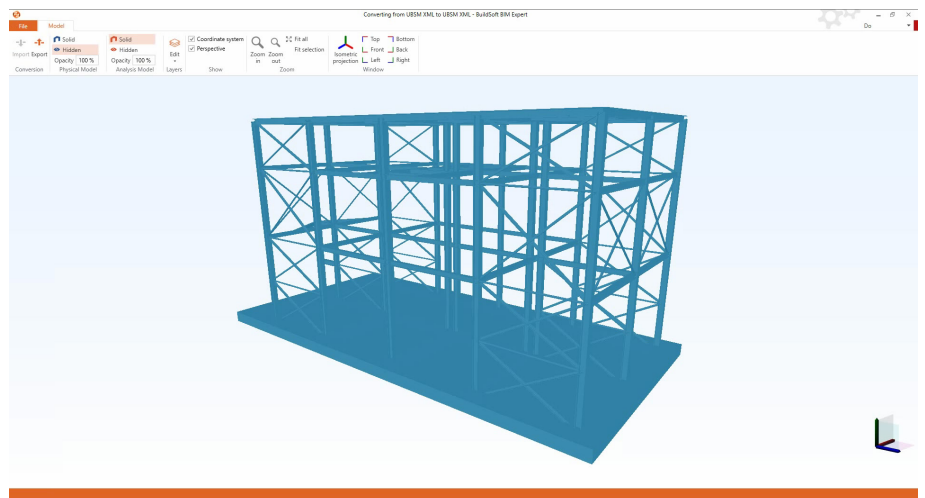 Converting from UBSM XML to UBSM XML - BuildSoft BIM Expert
File Model Do
Import Export
Conversion
Solid
Hidden
Opacity 100 %
Physical Model
Solid
Hidden
Opacity 100 %
Analysis Model
Edit
Layers
Coordinate system
Perspective
Show
Zoom in
Zoom out
Fit all
Fit selection
Zoom
Isometric projection
Top Bottom
Front Back
Left Right
Window